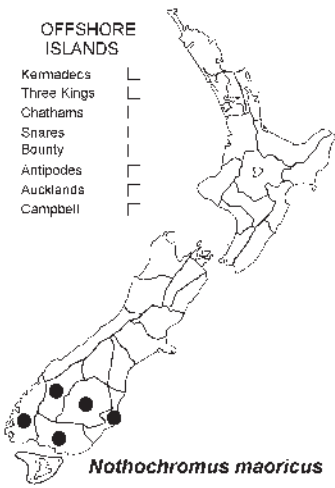 OFFSHORE
ISLANDS
Kermadecs
Three Kings
Chathams
Snares
Bounty
Antipodes
Aucklands
Campbell
Nothochromus maoricus